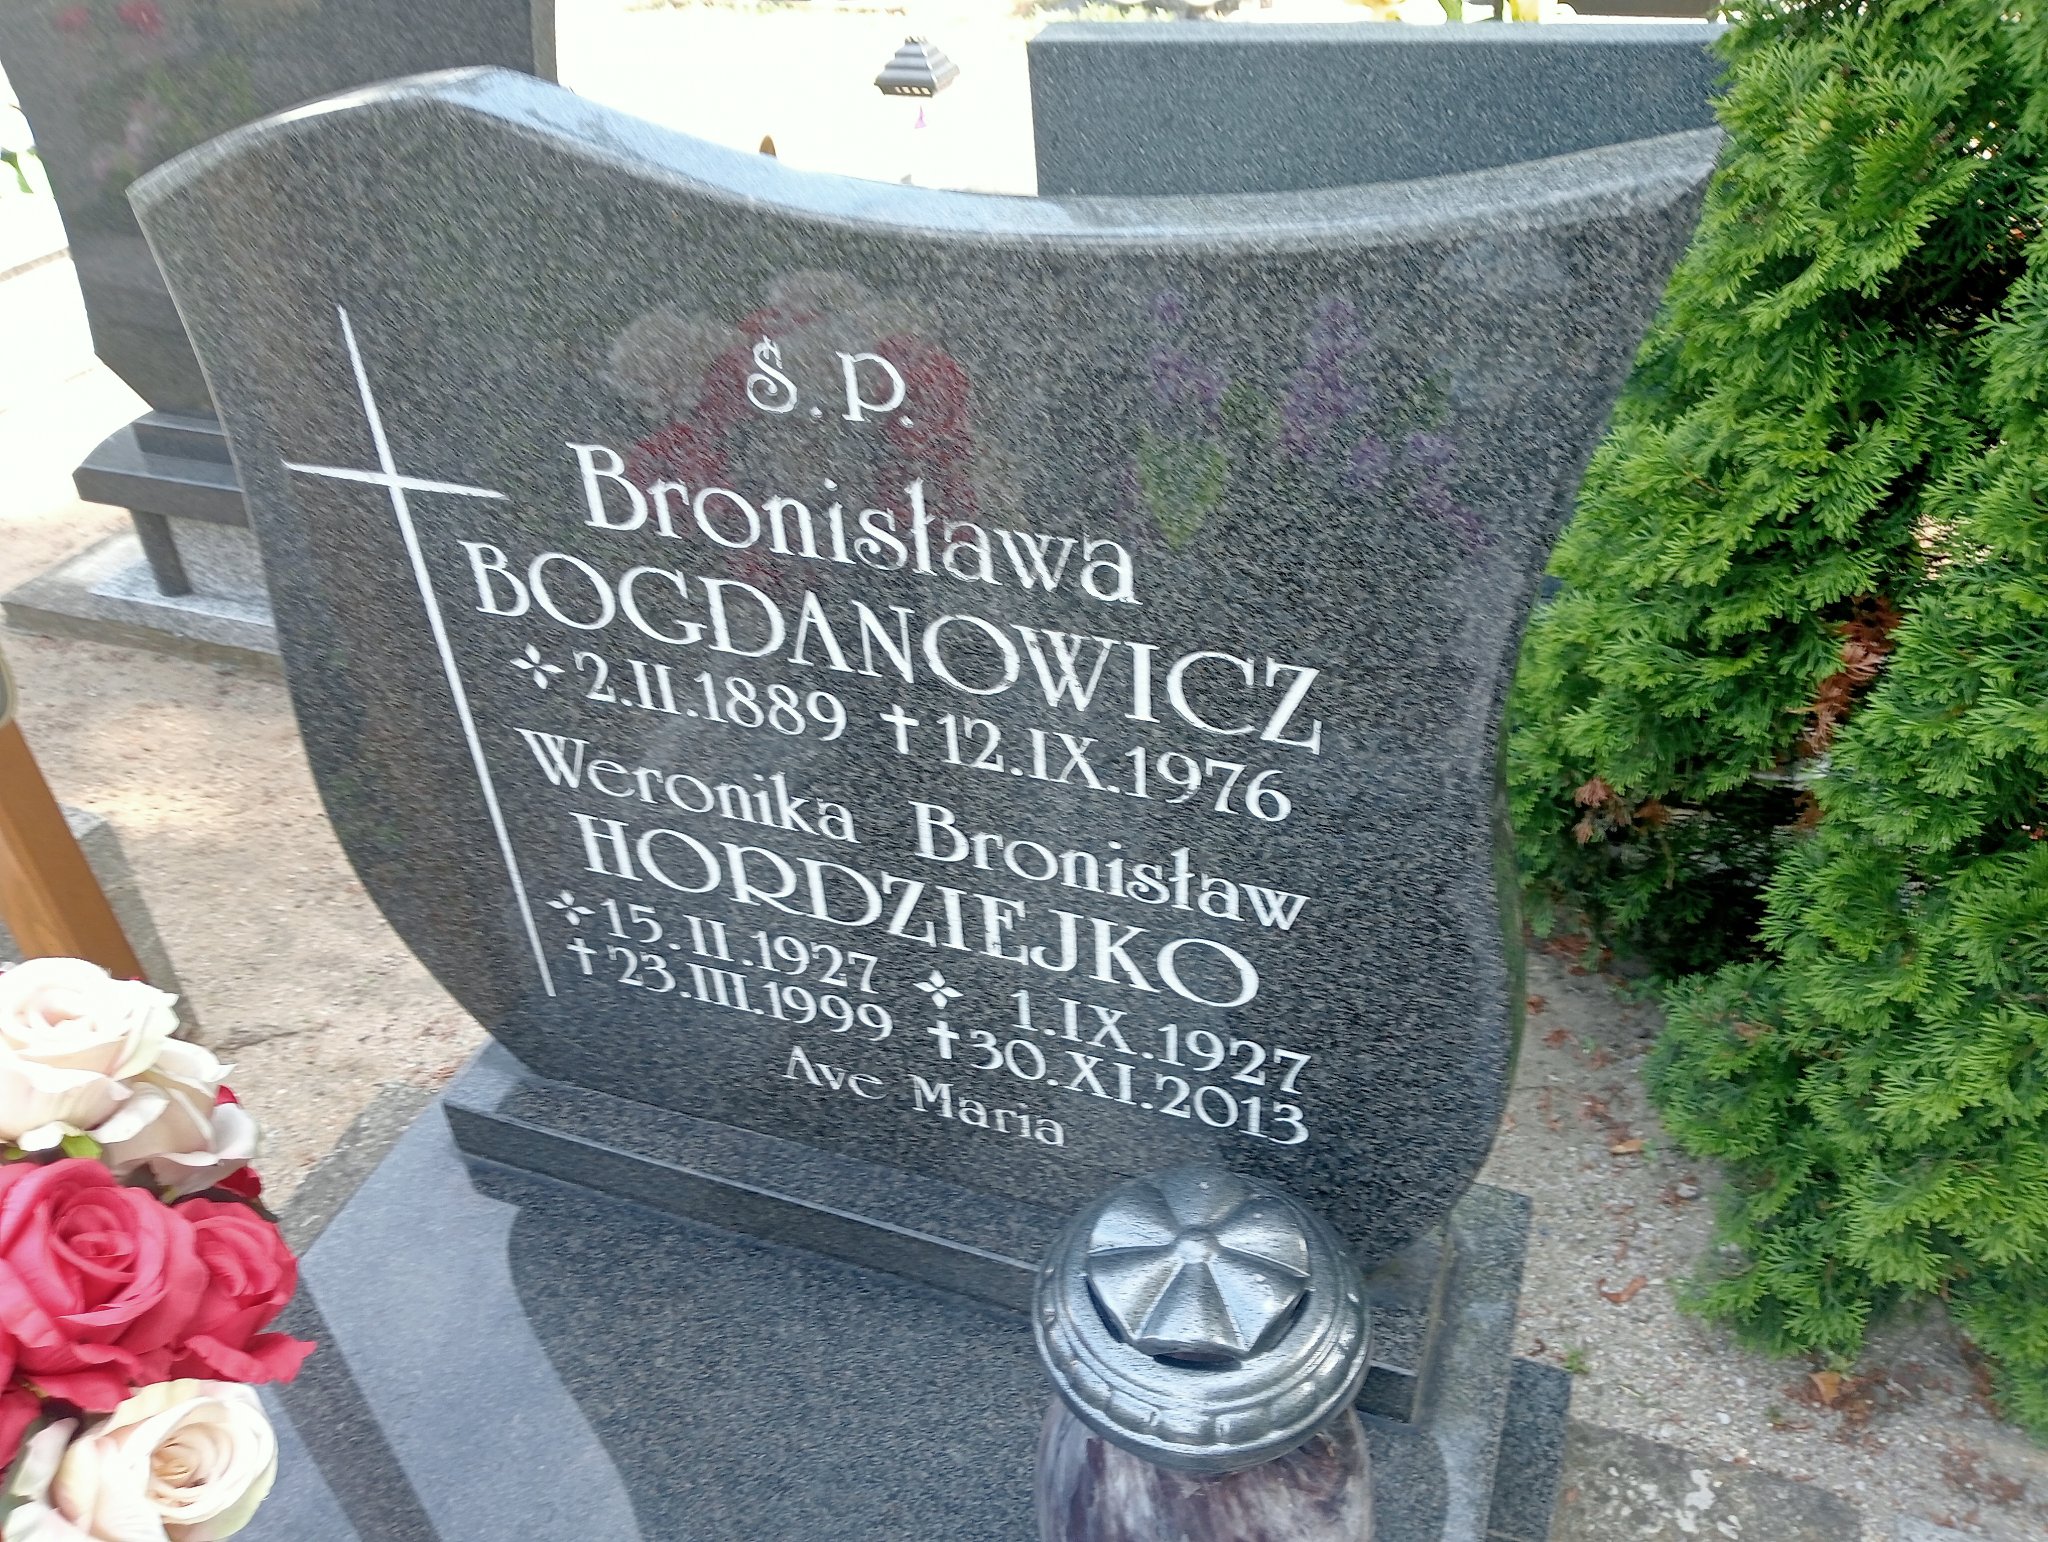 Ś.P.
Bronisława
BOGDANOWICZ
2.II.1889 †12.IX.1976
Weronika Bronisław
HORDZIEJKO
15.II.1927 1.IX.1927
†23.III.1999 †30.XI.2013
Ave Maria